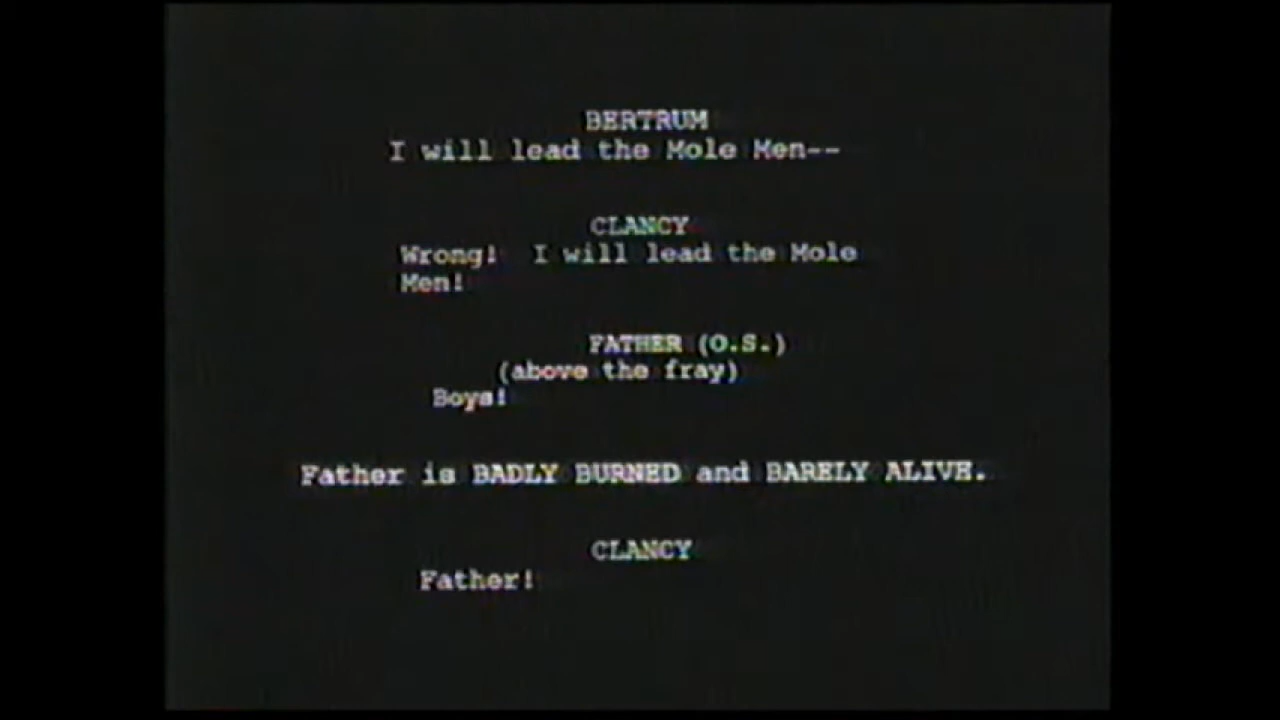 BERTRUM
I will lead the Mole Men--
CLANCY
Wrong! I will lead the Mole
Men!
FATHER (O.S.)
(above the fray)
Boys!
Father is BADLY BURNED and BARELY ALIVE.
CLANCY
Father!